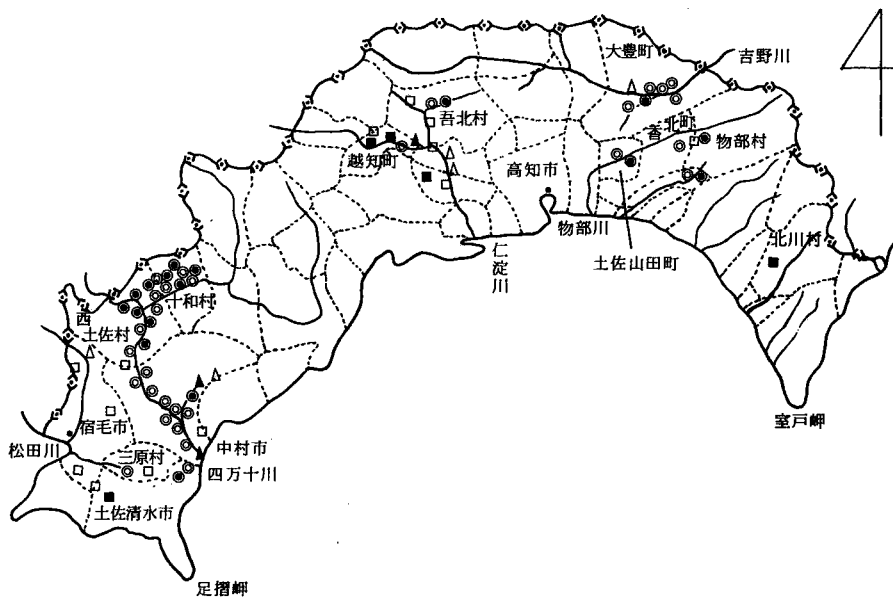 大豊町
吉野川
吾北村
香北町
物部村
越知町
高知市
物部川
土佐山田町
北川村
仁淀川
室戸岬
十和村
西
土佐村
宿毛市
松田川
三原村
中村市
四万十川
土佐清水市
足摺岬